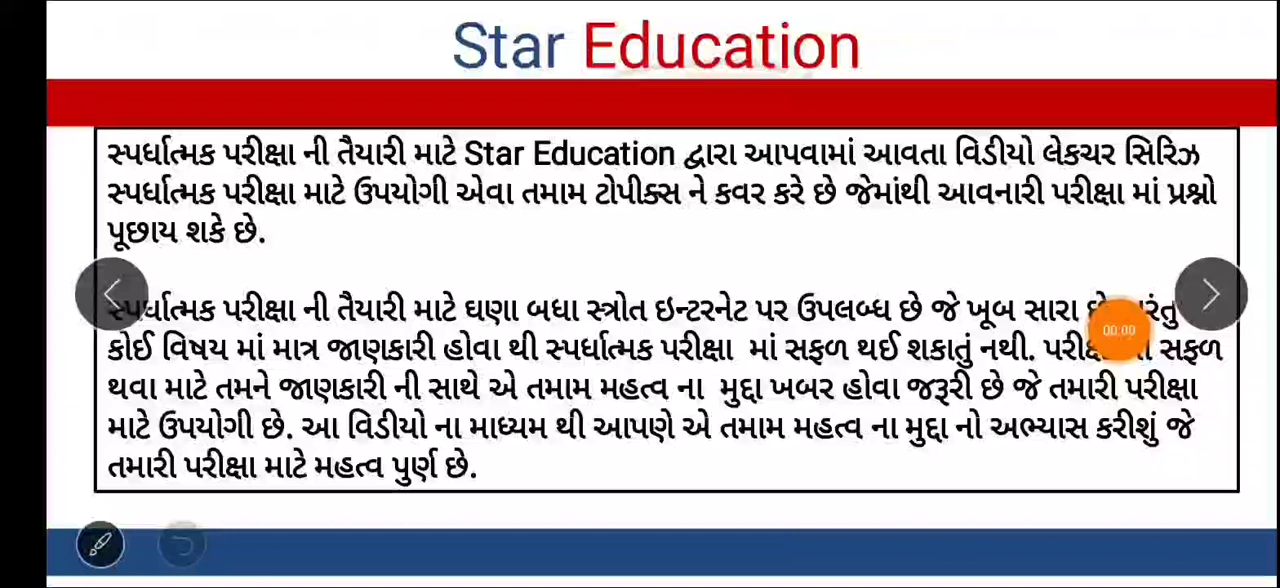 Star Education
સ્પર્ધાત્મક પરીક્ષા ની તૈયારી માટે Star Education દ્વારા આપવામાં આવતા વિડીયો લેકચર સિરિઝ
સ્પર્ધાત્મક પરીક્ષા માટે ઉપયોગી એવા તમામ ટોપીક્સ ને કવર કરે છે જેમાંથી આવનારી પરીક્ષા માં પ્રશ્નો
પૂછાય શકે છે.
સ્પર્ધાત્મક પરીક્ષા ની તૈયારી માટે ઘણા બધા સ્ત્રોત ઇન્ટરનેટ પર ઉપલબ્ધ છે જે ખૂબ સારા
00:00
કોઈ વિષય માં માત્ર જાણકારી હોવા થી સ્પર્ધાત્મક પરીક્ષા માં સફળ થઈ શકાતું નથી. સફળ
થવા માટે તમને જાણકારી ની સાથે એ તમામ મહત્વ ના મુદ્દા ખબર હોવા જરૂરી છે જે તમારી પરીક્ષા
માટે ઉપયોગી છે. આ વિડીયો ના માધ્યમ થી આપણે એ તમામ મહત્વ ના મુદ્દા નો અભ્યાસ કરીશું જે
તમારી પરીક્ષા માટે મહત્વ પુર્ણ છે.